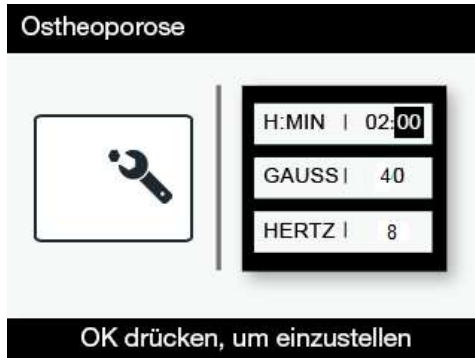 Ostheoporose
H:MIN | 02:00
GAUSS | 40
HERTZ | 8
OK drücken, um einzustellen